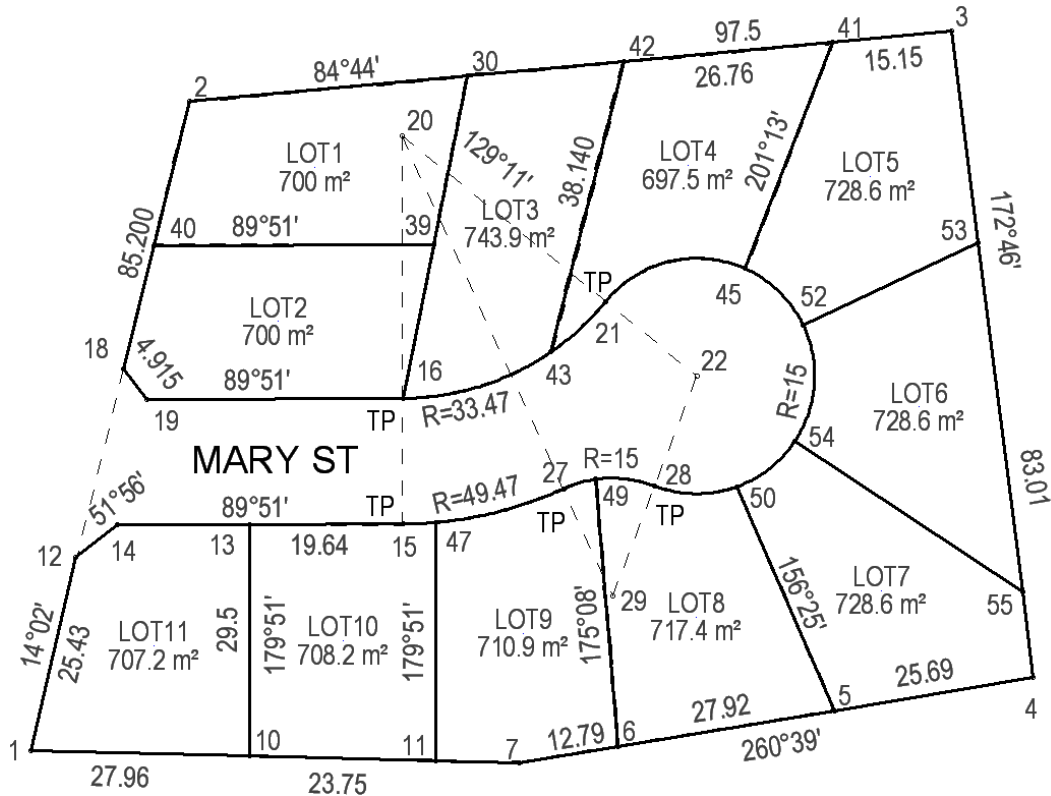 3
41
97.5
42
15.15
30
84°44'
26.76
2
20
LOT1
700 m²
129°11'
38.140
LOT4
697.5 m²
201°13'
LOT5
728.6 m²
LOT3
743.9 m²
85.200
40
89°51'
39
53
172°46'
TP
45
52
LOT2
700 m²
21
18
4.915
89°51'
16
43
22
19
TP
R=33.47
R=15
LOT6
728.6 m²
MARY ST
54
R=15
27
28
49
50
51°56'
89°51'
TP
R=49.47
TP
TP
83.01
12
14
13
19.64
15
47
14°02'
25.43
LOT11
707.2 m²
29.5
179°51'
LOT10
708.2 m²
179°51'
LOT9
710.9 m²
175°08'
29
LOT8
717.4 m²
156°25'
LOT7
728.6 m²
55
25.69
4
5
27.92
260°39'
6
12.79
7
11
10
1
27.96
23.75